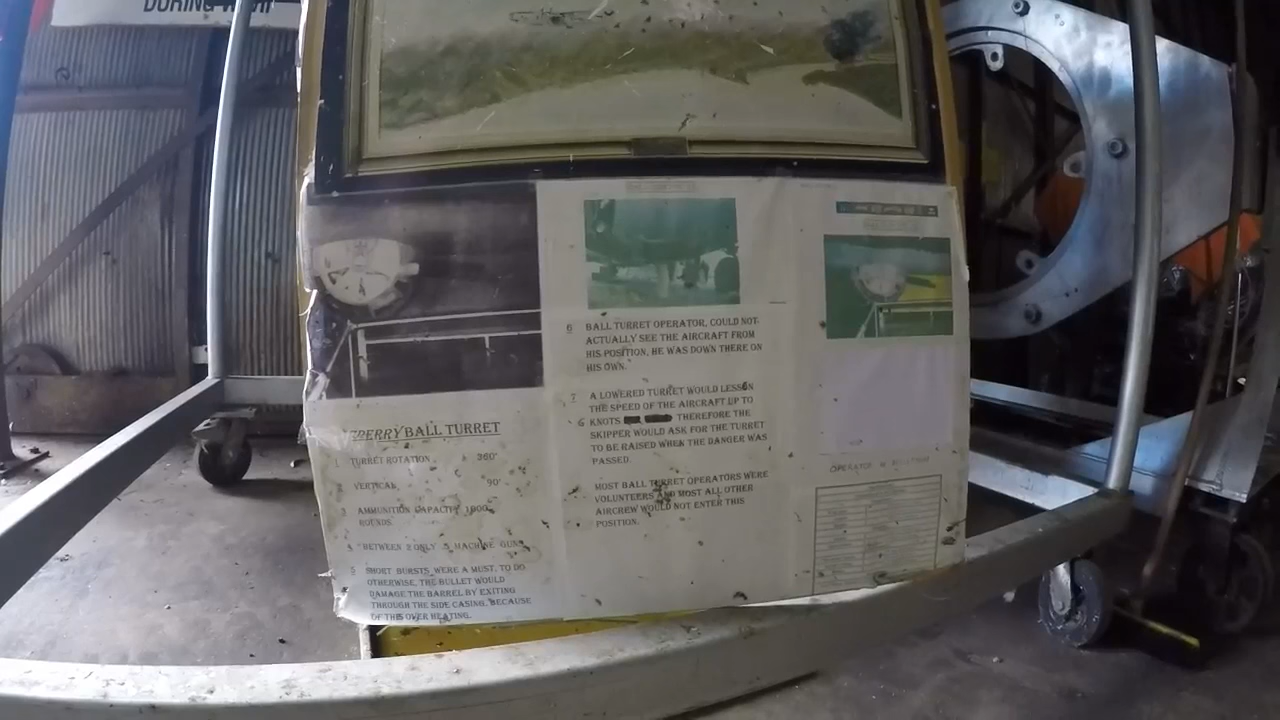 DURING WWII
SPERRY BALL TURRET
1 TURRET ROTATION 360°
VERTICAL 90°
3 AMMUNITION CAPACITY
ROUNDS.
BETWEEN 2 ONLY .5 MACHINE GUNS
5 SHORT BURSTS WERE A MUST, TO DO
OTHERWISE, THE BULLET WOULD
DAMAGE THE BARREL BY EXITING
THROUGH THE SIDE CASING, BECAUSE
OF THIS OVER HEATING.
6 BALL TURRET OPERATOR, COULD NOT
ACTUALLY SEE THE AIRCRAFT FROM
HIS POSITION, HE WAS DOWN THERE ON
HIS OWN.
7 A LOWERED TURRET WOULD LESSEN
THE SPEED OF THE AIRCRAFT UP TO
6 KNOTS THEREFORE THE
SKIPPER WOULD ASK FOR THE TURRET
TO BE RAISED WHEN THE DANGER WAS
PASSED.
MOST BALL TURRET OPERATORS WERE
VOLUNTEERS AND MOST ALL OTHER
AIRCREW WOULD NOT ENTER THIS
POSITION.
OPERATOR IN POSITION